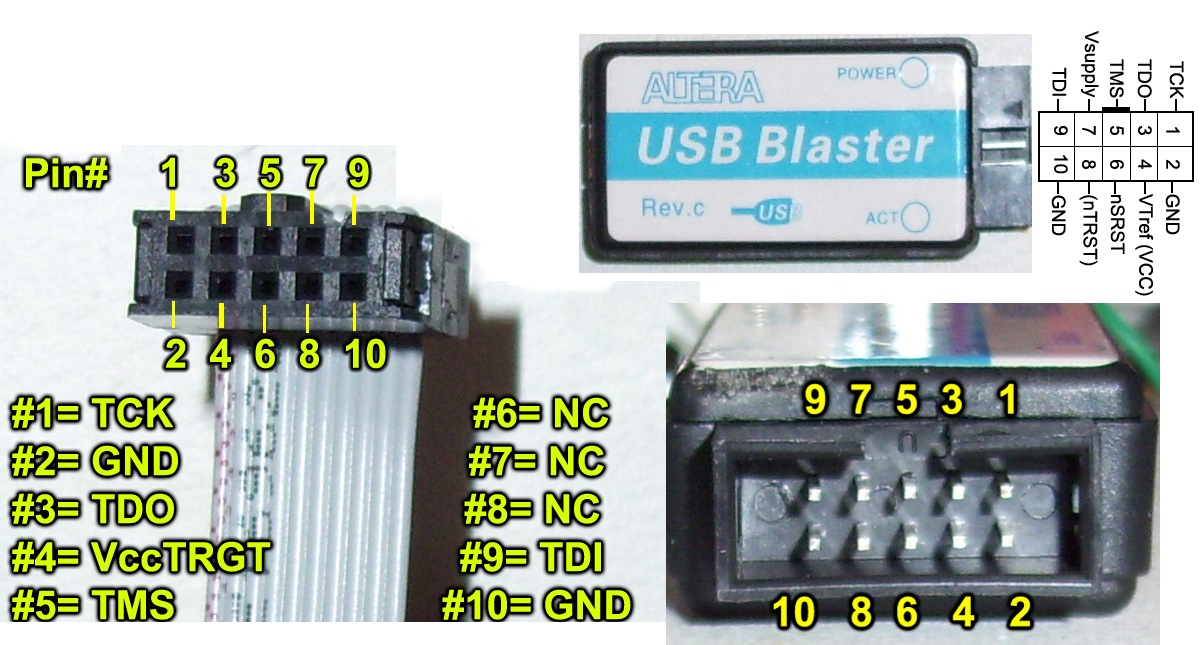 Pin# 1 3 5 7 9
2 4 6 8 10
#1= TCK
#2= GND
#3= TDO
#4= VccTRGT
#5= TMS
#6= NC
#7= NC
#8= NC
#9= TDI
#10= GND
ALTERA
POWER
USB Blaster
Rev.c
USB
ACT
TCK 1 2 GND
TDO 3 4 VTref (VCC)
TMS 5 6 nSRST
Vsupply 7 8 (nTRST)
TDI 9 10 GND
9 7 5 3 1
10 8 6 4 2